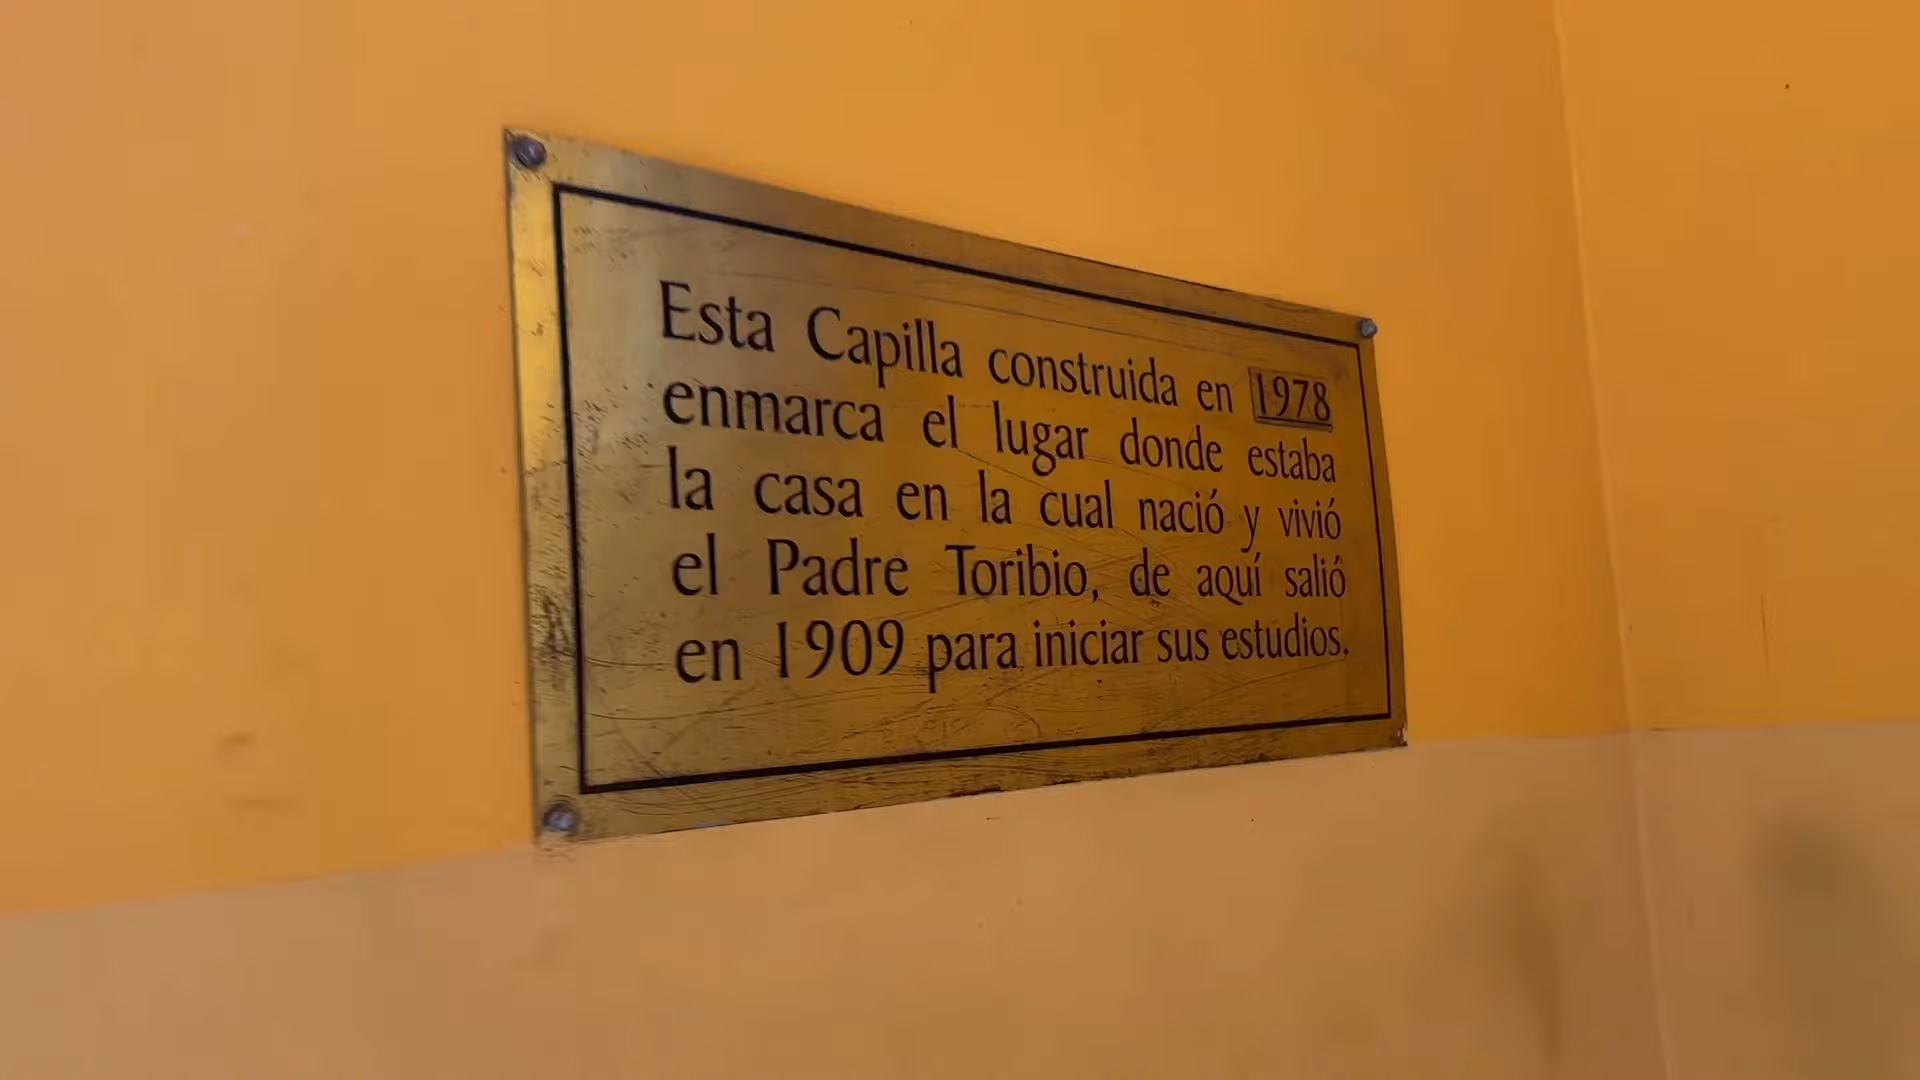 Esta Capilla construida en 1978
enmarca el lugar donde estaba
la casa en la cual nació y vivió
el Padre Toribio, de aquí salió
en 1909 para iniciar sus estudios.